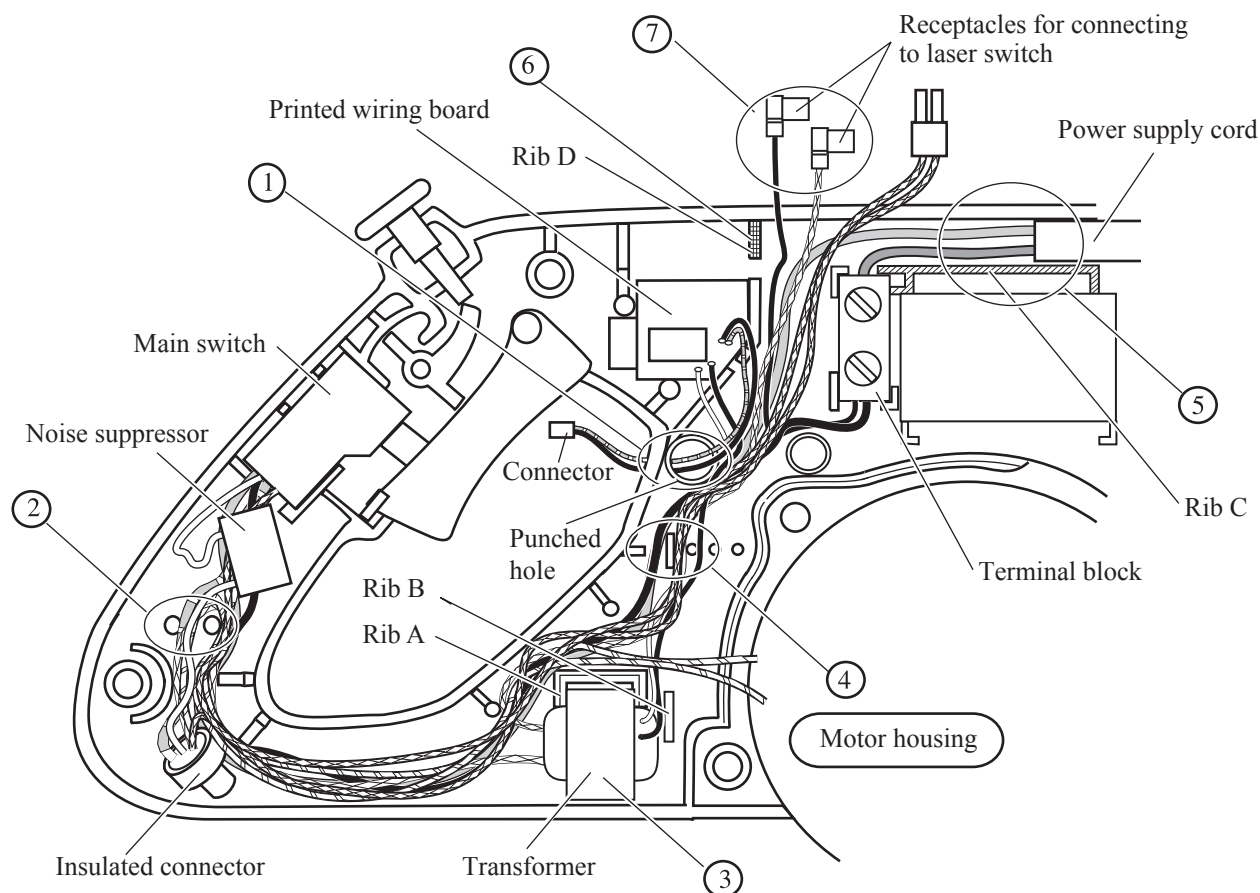 7
Receptacles for connecting
to laser switch
6
Printed wiring board
Power supply cord
Rib D
1
Main switch
5
Noise suppressor
Connector
Rib C
2
Punched
hole
Terminal block
Rib B
Rib A
4
Motor housing
Insulated connector
Transformer
3